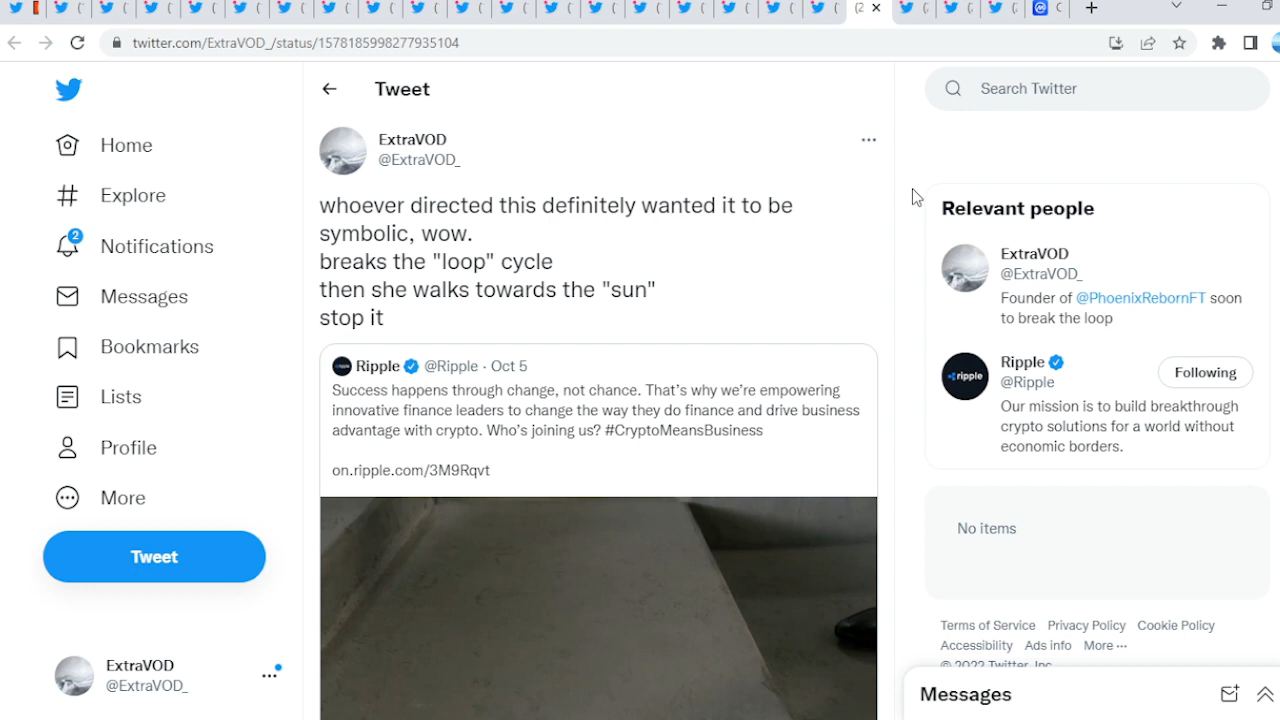 twitter.com/ExtraVOD_/status/1578185998277935104
Home
Explore
2
Notifications
Messages
Bookmarks
Lists
Profile
More
Tweet
ExtraVOD
@ExtraVOD_
Tweet
ExtraVOD
@ExtraVOD_
whoever directed this definitely wanted it to be
symbolic, wow.
breaks the "loop" cycle
then she walks towards the "sun"
stop it
Ripple @Ripple · Oct 5
Success happens through change, not chance. That's why we're empowering
innovative finance leaders to change the way they do finance and drive business
advantage with crypto. Who's joining us? #CryptoMeansBusiness
on.ripple.com/3M9Rqvt
Search Twitter
Relevant people
ExtraVOD
@ExtraVOD_
Founder of @PhoenixRebornFT soon
to break the loop
ripple
Ripple
@Ripple
Following
Our mission is to build breakthrough
crypto solutions for a world without
economic borders.
No items
Terms of Service Privacy Policy Cookie Policy
Accessibility Ads info More ···
© 2022 Twitter, Inc.
Messages